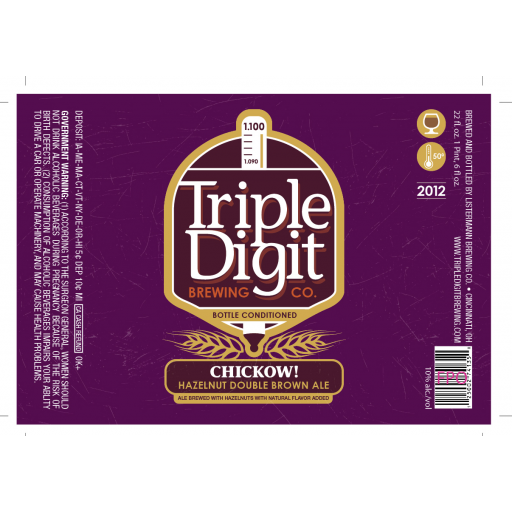 DEPOSIT: IA-ME-MA-CT-VT-NY-DE-OR-HI 5¢ DEP 10¢ MI CA CASH REFUND OK+
GOVERNMENT WARNING: (1) ACCORDING TO THE SURGEON GENERAL, WOMEN SHOULD
NOT DRINK ALCOHOLIC BEVERAGES DURING PREGNANCY BECAUSE OF THE RISK OF
BIRTH DEFECTS. (2) CONSUMPTION OF ALCOHOLIC BEVERAGES IMPAIRS YOUR ABILITY
TO DRIVE A CAR OR OPERATE MACHINERY, AND MAY CAUSE HEALTH PROBLEMS.
1.100
1.090
Triple
Digit
BREWING CO.
BOTTLE CONDITIONED
CHICKOW!
HAZELNUT DOUBLE BROWN ALE
ALE BREWED WITH HAZELNUTS WITH NATURAL FLAVOR ADDED
50°
2012
BREWED AND BOTTLED BY LISTERMANN BREWING CO. • CINCINNATI, OH
22 fl. oz. 1 Pint, 6 fl oz.
WWW.TRIPLEDIGITBREWING.COM
FPO
10% alc./vol